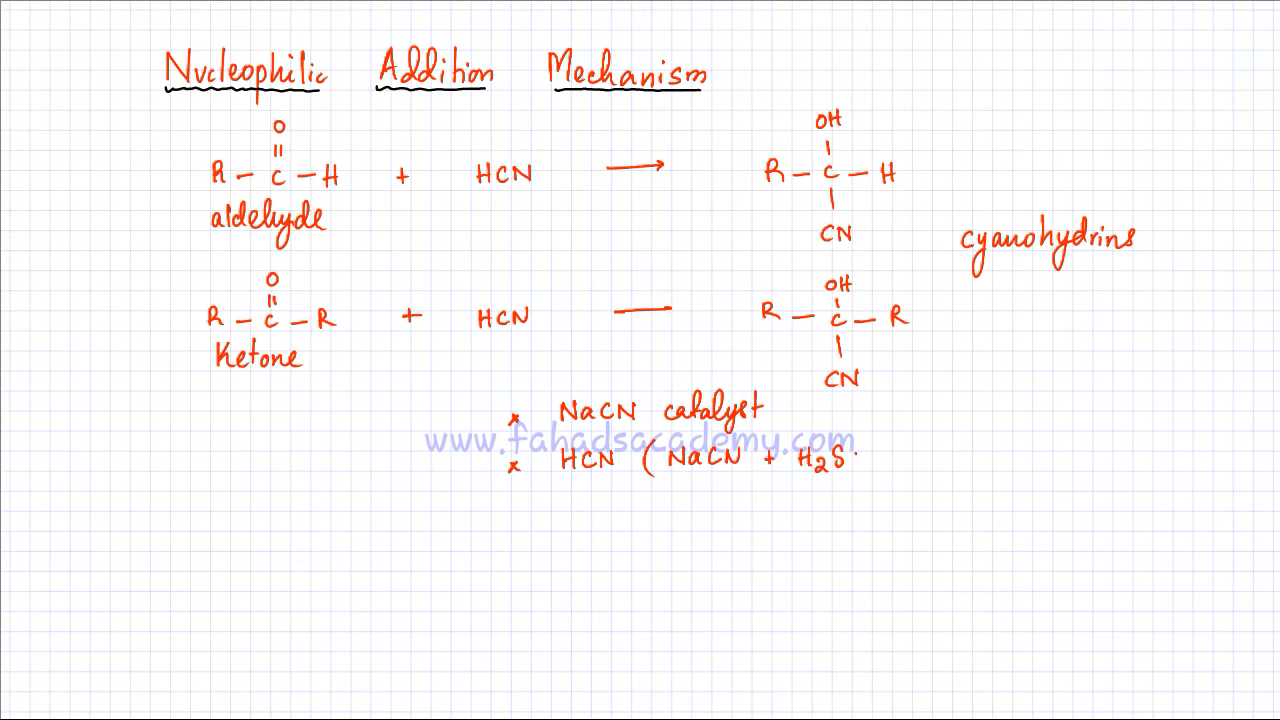 Nucleophilic Addition Mechanism
O
||
R - C - H + HCN →
aldehyde
OH
|
R - C - H
|
CN
cyanohydrins
O
||
R - C - R + HCN —
Ketone
OH
|
R - C - R
|
CN
x NaCN catalyst
www.fahadsacademy.com
x HCN (NaCN + H2S